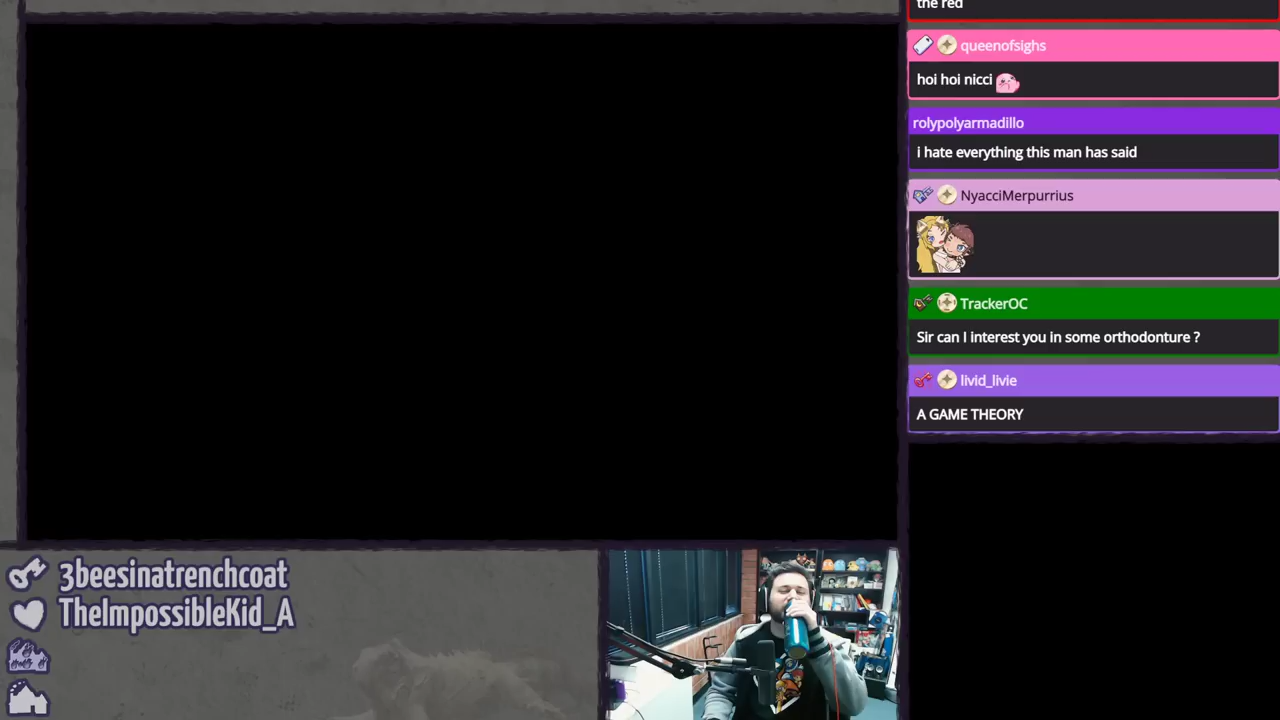 the red
queenofsighs
hoi hoi nicci
rolypolyarmadillo
i hate everything this man has said
NyacciMerpurrius
TrackerOC
Sir can I interest you in some orthodonture ?
livid_livie
A GAME THEORY
3beesinatrenchcoat
TheImpossibleKid_A